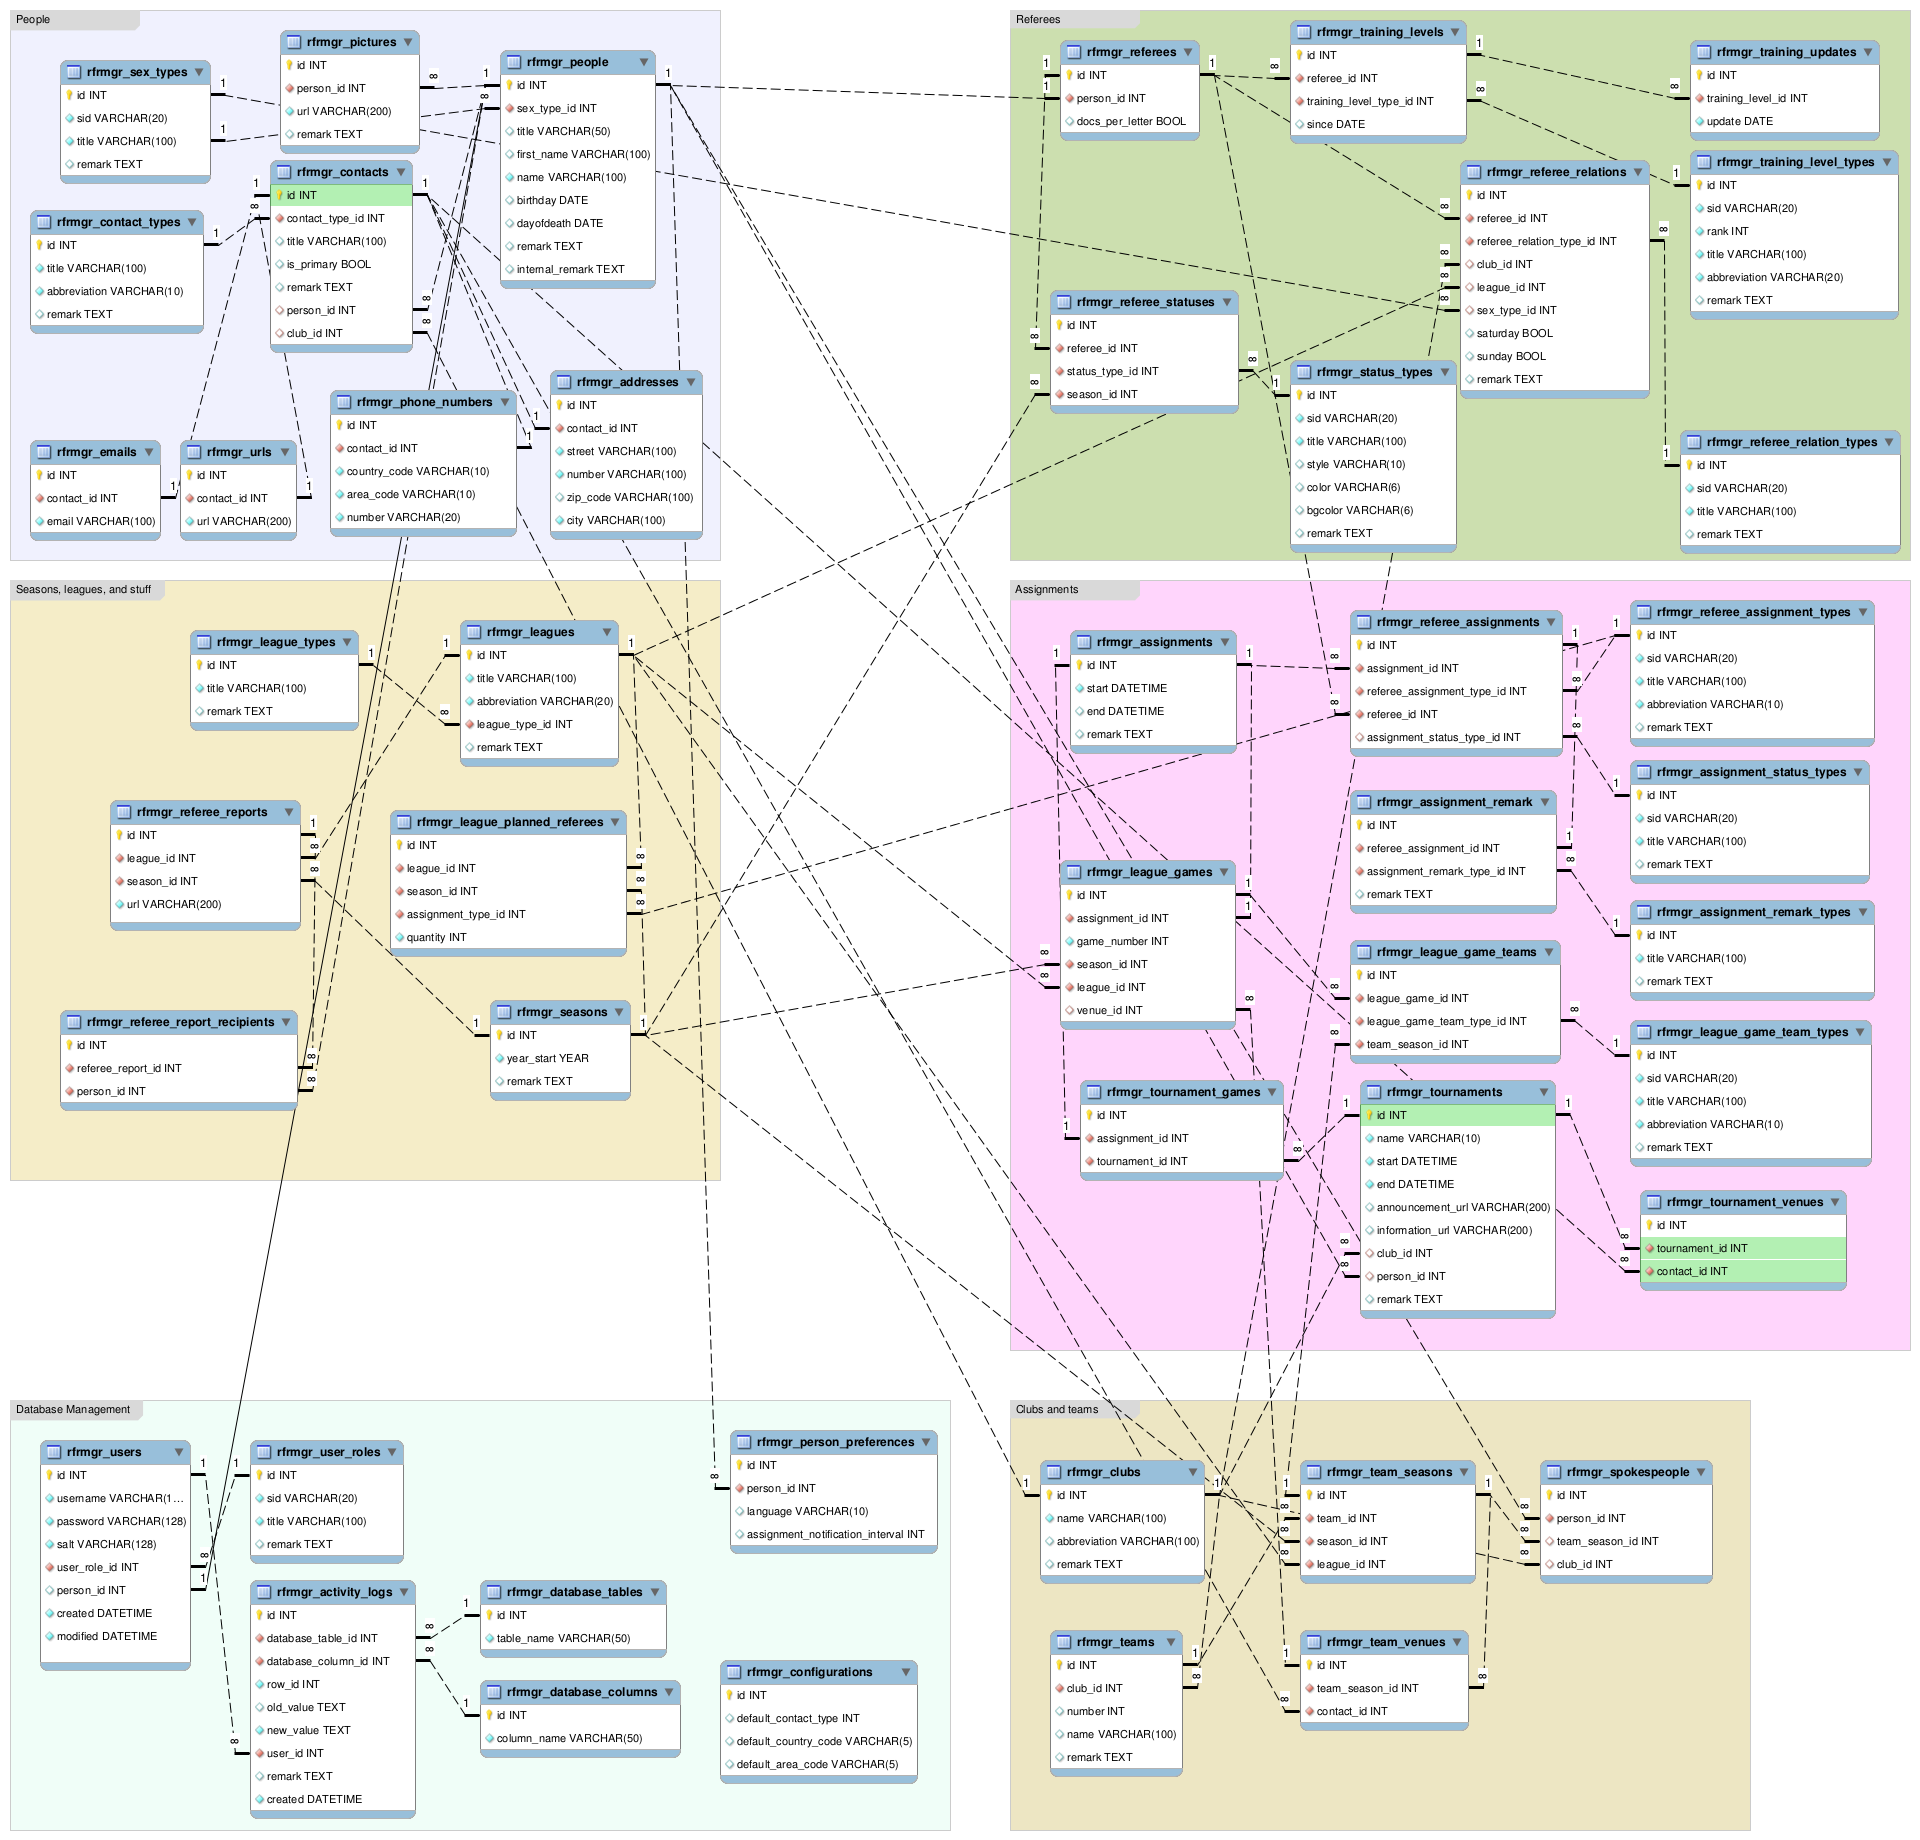 People
rfrmgr_sex_types
id INT
sid VARCHAR(20)
title VARCHAR(100)
remark TEXT
rfrmgr_pictures
id INT
person_id INT
url VARCHAR(200)
remark TEXT
rfrmgr_people
id INT
sex_type_id INT
title VARCHAR(50)
first_name VARCHAR(100)
name VARCHAR(100)
birthday DATE
dayofdeath DATE
remark TEXT
internal_remark TEXT
rfrmgr_contact_types
id INT
title VARCHAR(100)
abbreviation VARCHAR(10)
remark TEXT
rfrmgr_contacts
id INT
contact_type_id INT
title VARCHAR(100)
is_primary BOOL
remark TEXT
person_id INT
club_id INT
rfrmgr_emails
id INT
contact_id INT
email VARCHAR(100)
rfrmgr_urls
id INT
contact_id INT
url VARCHAR(200)
rfrmgr_phone_numbers
id INT
contact_id INT
country_code VARCHAR(10)
area_code VARCHAR(10)
number VARCHAR(20)
rfrmgr_addresses
id INT
contact_id INT
street VARCHAR(100)
number VARCHAR(100)
zip_code VARCHAR(100)
city VARCHAR(100)
Referees
rfrmgr_referees
id INT
person_id INT
docs_per_letter BOOL
rfrmgr_training_levels
id INT
referee_id INT
training_level_type_id INT
since DATE
rfrmgr_training_updates
id INT
training_level_id INT
update DATE
rfrmgr_training_level_types
id INT
sid VARCHAR(20)
rank INT
title VARCHAR(100)
abbreviation VARCHAR(20)
remark TEXT
rfrmgr_referee_relations
id INT
referee_id INT
referee_relation_type_id INT
club_id INT
league_id INT
sex_type_id INT
saturday BOOL
sunday BOOL
remark TEXT
rfrmgr_referee_statuses
id INT
referee_id INT
status_type_id INT
season_id INT
rfrmgr_status_types
id INT
sid VARCHAR(20)
title VARCHAR(100)
style VARCHAR(10)
color VARCHAR(6)
bgcolor VARCHAR(6)
remark TEXT
rfrmgr_referee_relation_types
id INT
sid VARCHAR(20)
title VARCHAR(100)
remark TEXT
Seasons, leagues, and stuff
rfrmgr_league_types
id INT
title VARCHAR(100)
remark TEXT
rfrmgr_leagues
id INT
title VARCHAR(100)
abbreviation VARCHAR(20)
league_type_id INT
remark TEXT
rfrmgr_referee_reports
id INT
league_id INT
season_id INT
url VARCHAR(200)
rfrmgr_league_planned_referees
id INT
league_id INT
season_id INT
assignment_type_id INT
quantity INT
rfrmgr_referee_report_recipients
id INT
referee_report_id INT
person_id INT
rfrmgr_seasons
id INT
year_start YEAR
remark TEXT
Assignments
rfrmgr_assignments
id INT
start DATETIME
end DATETIME
remark TEXT
rfrmgr_referee_assignments
id INT
assignment_id INT
referee_assignment_type_id INT
referee_id INT
assignment_status_type_id INT
rfrmgr_referee_assignment_types
id INT
sid VARCHAR(20)
title VARCHAR(100)
abbreviation VARCHAR(10)
remark TEXT
rfrmgr_assignment_status_types
id INT
sid VARCHAR(20)
title VARCHAR(100)
remark TEXT
rfrmgr_assignment_remark
id INT
referee_assignment_id INT
assignment_remark_type_id INT
remark TEXT
rfrmgr_assignment_remark_types
id INT
title VARCHAR(100)
remark TEXT
rfrmgr_league_games
id INT
assignment_id INT
game_number INT
season_id INT
league_id INT
venue_id INT
rfrmgr_league_game_teams
id INT
league_game_id INT
league_game_team_type_id INT
team_season_id INT
rfrmgr_league_game_team_types
id INT
sid VARCHAR(20)
title VARCHAR(100)
abbreviation VARCHAR(10)
remark TEXT
rfrmgr_tournament_games
id INT
assignment_id INT
tournament_id INT
rfrmgr_tournaments
id INT
name VARCHAR(10)
start DATETIME
end DATETIME
announcement_url VARCHAR(200)
information_url VARCHAR(200)
club_id INT
person_id INT
remark TEXT
rfrmgr_tournament_venues
id INT
tournament_id INT
contact_id INT
Database Management
rfrmgr_users
id INT
username VARCHAR(1...
password VARCHAR(128)
salt VARCHAR(128)
user_role_id INT
person_id INT
created DATETIME
modified DATETIME
rfrmgr_user_roles
id INT
sid VARCHAR(20)
title VARCHAR(100)
remark TEXT
rfrmgr_person_preferences
id INT
person_id INT
language VARCHAR(10)
assignment_notification_interval INT
rfrmgr_activity_logs
id INT
database_table_id INT
database_column_id INT
row_id INT
old_value TEXT
new_value TEXT
user_id INT
remark TEXT
created DATETIME
rfrmgr_database_tables
id INT
table_name VARCHAR(50)
rfrmgr_database_columns
id INT
column_name VARCHAR(50)
rfrmgr_configurations
id INT
default_contact_type INT
default_country_code VARCHAR(5)
default_area_code VARCHAR(5)
Clubs and teams
rfrmgr_clubs
id INT
name VARCHAR(100)
abbreviation VARCHAR(100)
remark TEXT
rfrmgr_team_seasons
id INT
team_id INT
season_id INT
league_id INT
rfrmgr_spokespeople
id INT
person_id INT
team_season_id INT
club_id INT
rfrmgr_teams
id INT
club_id INT
number INT
name VARCHAR(100)
remark TEXT
rfrmgr_team_venues
id INT
team_season_id INT
contact_id INT